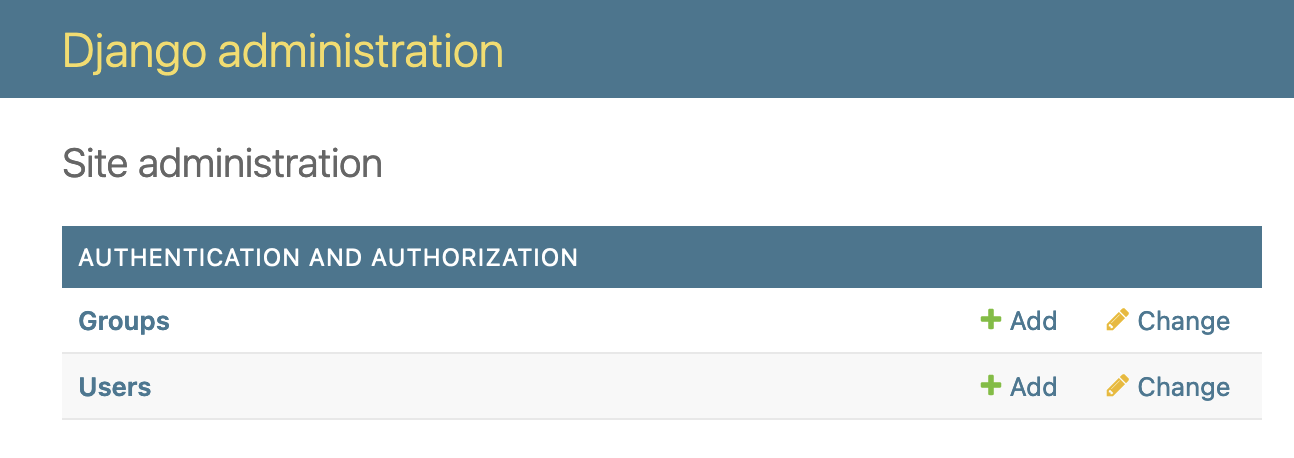 Django administration
Site administration
AUTHENTICATION AND AUTHORIZATION
Groups Add Change
Users Add Change